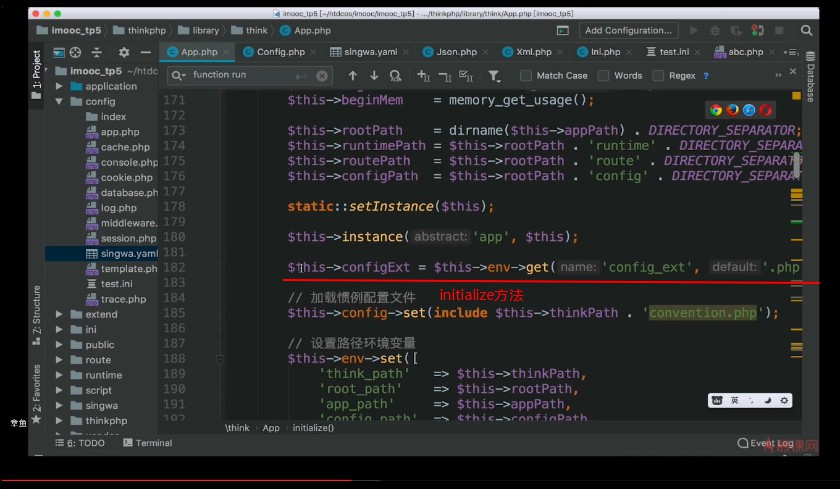 imooc_tp5 [~/htdcos/imooc/imooc_tp5] - .../thinkphp/library/think/App.php [imooc_tp5]
imooc_tp5 thinkphp library think App.php Add Configuration...
App.php Config.php singwa.yaml Json.php Xml.php Ini.php test.ini abc.php
1: Project
Database
imooc_tp5 ~/htdc
application
config
index
app.php
cache.php
console.php
cookie.php
database.ph
log.php
middleware.
session.php
singwa.yaml
template.ph
test.ini
trace.php
extend
ini
public
route
runtime
script
singwa
thinkphp
Z: Structure
2: Favorites
function run Match Case Words Regex ?
171 $this->beginMem = memory_get_usage();
172
173 $this->rootPath = dirname($this->appPath) . DIRECTORY_SEPARATOR;
174 $this->runtimePath = $this->rootPath . 'runtime' . DIRECTORY_SEPARA
175 $this->routePath = $this->rootPath . 'route' . DIRECTORY_SEPARAT
176 $this->configPath = $this->rootPath . 'config' . DIRECTORY_SEPARA
177
178 static::setInstance($this);
179
180 $this->instance( abstract: 'app', $this);
181
182 $this->configExt = $this->env->get( name: 'config_ext', default: '.php
183
initialize方法
184 // 加载惯例配置文件
185 $this->config->set(include $this->thinkPath . 'convention.php');
186
187 // 设置路径环境变量
188 $this->env->set([
189 'think_path' => $this->thinkPath,
190 'root_path' => $this->rootPath,
191 'app_path' => $this->appPath,
192 'config_path' => $this->configPath
英
\think App initialize()
章鱼
6: TODO Terminal Event Log
慕课网